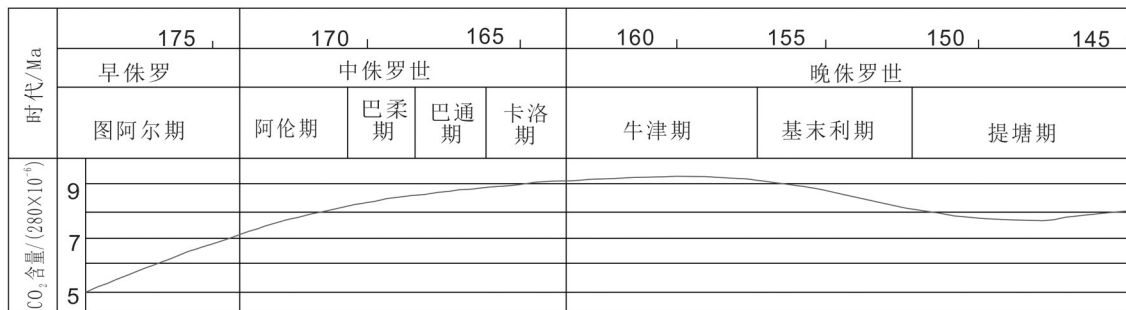 时代/Ma
175 170 165 160 155 150 145
早侏罗 中侏罗世 晚侏罗世
图阿尔期 阿伦期 巴柔期 巴通期 卡洛期 牛津期 基末利期 提塘期
CO₂含量/(280×10⁻⁶)
9
7
5